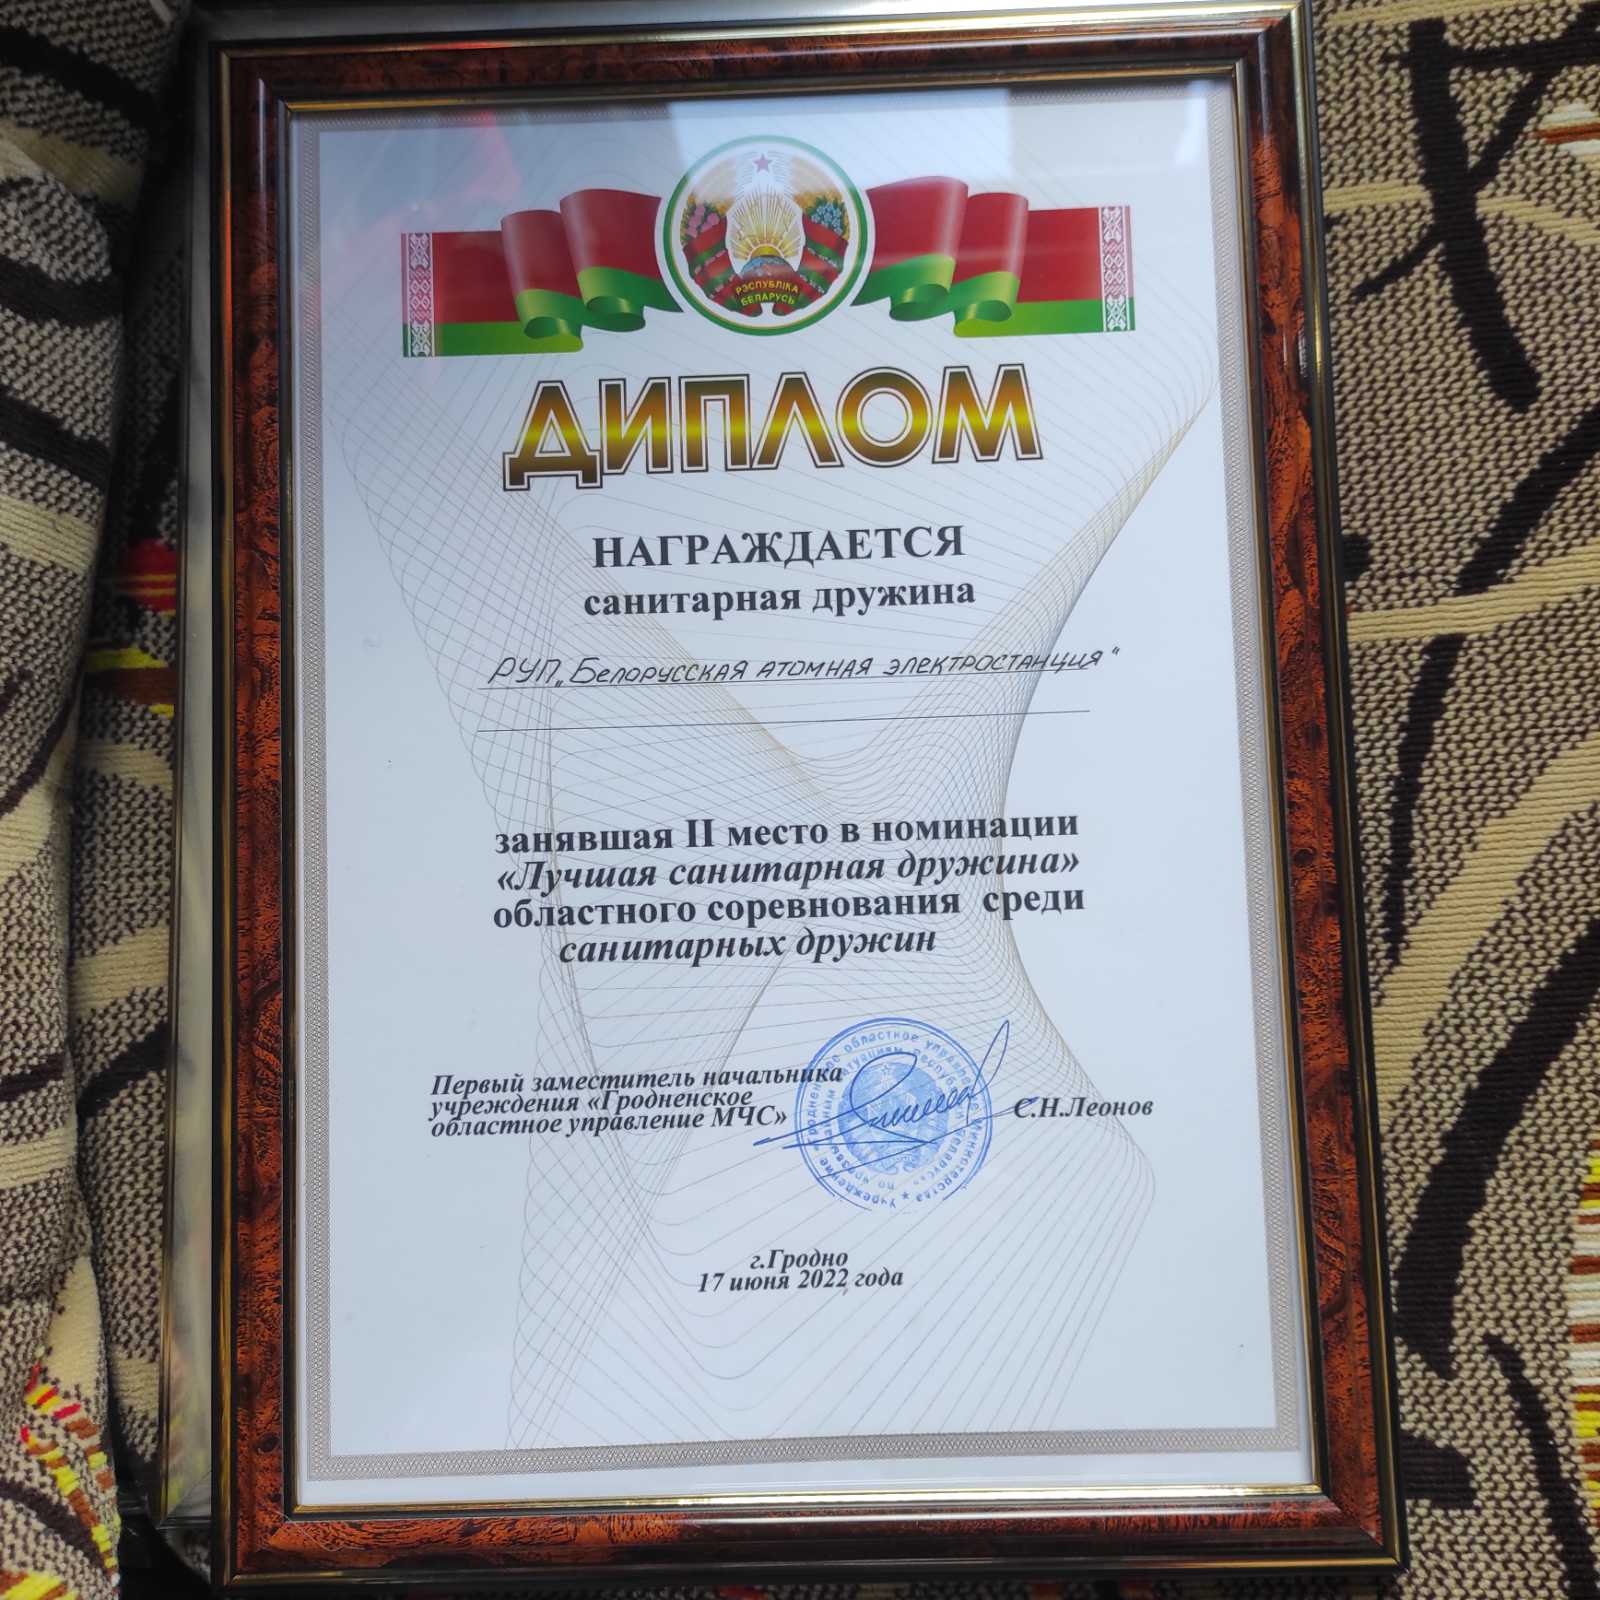 РЭСПУБЛІКА
БЕЛАРУСЬ
ДИПЛОМ
НАГРАЖДАЕТСЯ
санитарная дружина
РУП „Белорусская атомная электростанция“
занявшая II место в номинации
«Лучшая санитарная дружина»
областного соревнования среди
санитарных дружин
Первый заместитель начальника
учреждения «Гродненское
областное управление МЧС»
С.Н.Леонов
г.Гродно
17 июня 2022 года